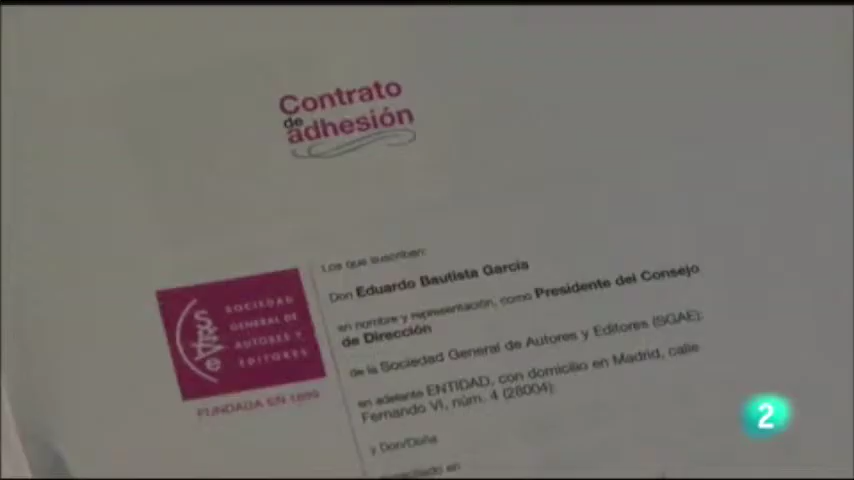 Contrato
de
adhesión
Los que suscriben:
Don Eduardo Bautista García
en nombre y representación, como Presidente del Consejo
de Dirección
de la Sociedad General de Autores y Editores (SGAE);
en adelante ENTIDAD, con domicilio en Madrid, calle
Fernando VI, núm. 4 (28004);
y Don/Doña
en
SOCIEDAD
GENERAL DE
AUTORES Y
EDITORES
FUNDADA EN 1899
2